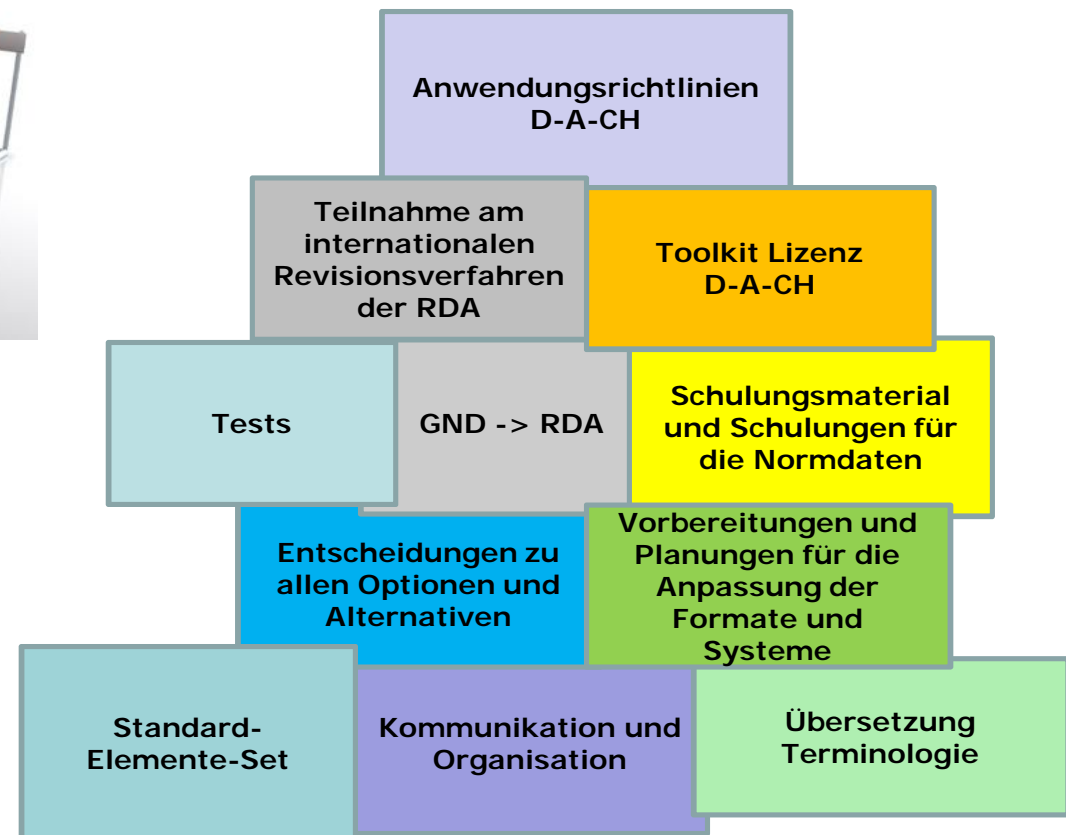 Anwendungsrichtlinien
D-A-CH
Teilnahme am
internationalen
Revisionsverfahren
der RDA
Toolkit Lizenz
D-A-CH
Tests
GND -> RDA
Schulungsmaterial
und Schulungen für
die Normdaten
Entscheidungen zu
allen Optionen und
Alternativen
Vorbereitungen und
Planungen für die
Anpassung der
Formate und
Systeme
Standard-
Elemente-Set
Kommunikation und
Organisation
Übersetzung
Terminologie